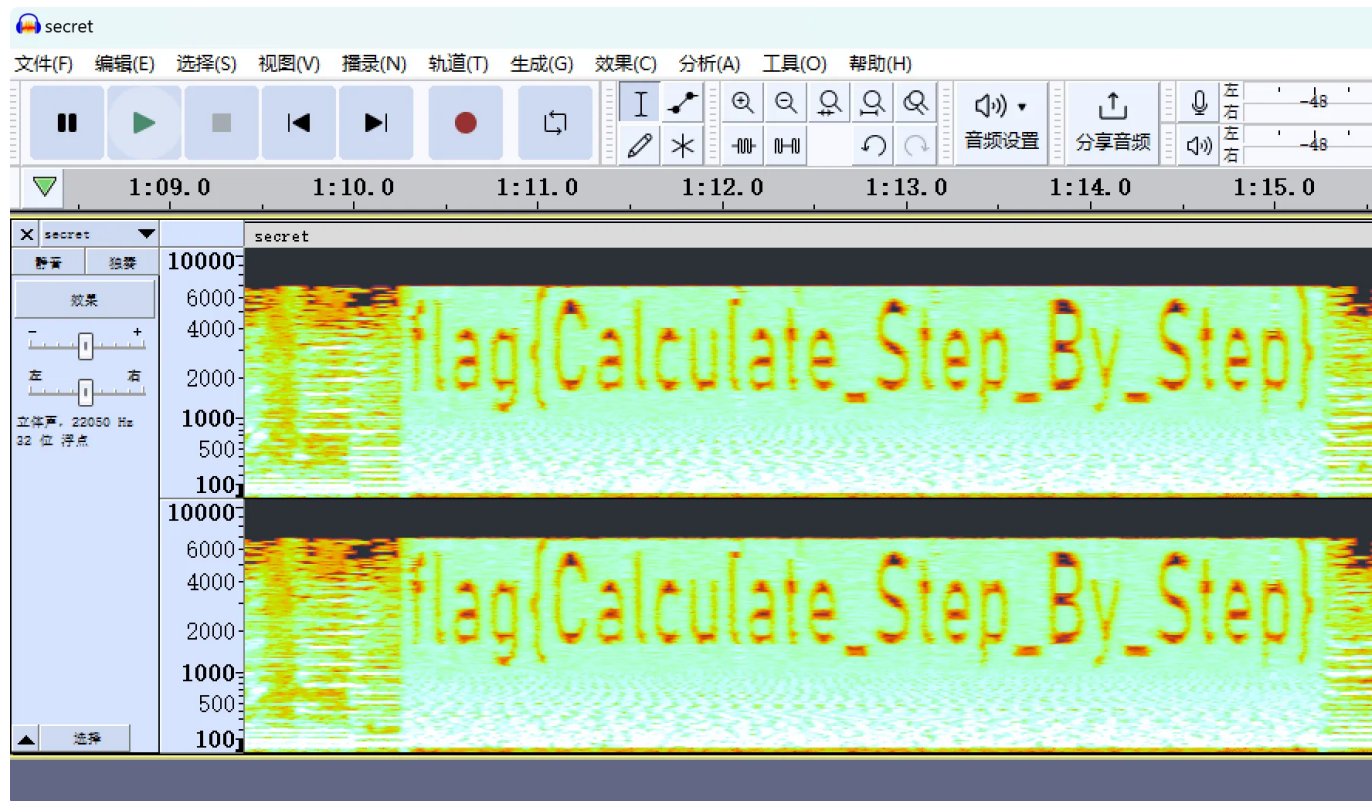 secret
文件(F) 编辑(E) 选择(S) 视图(V) 播录(N) 轨道(T) 生成(G) 效果(C) 分析(A) 工具(O) 帮助(H)
音频设置 分享音频
左 右 -48
左 右 -48
1:09.0 1:10.0 1:11.0 1:12.0 1:13.0 1:14.0 1:15.0
secret
secret
静音 独奏
效果
- +
左 右
立体声, 22050 Hz
32 位 浮点
10000
6000
4000
2000
1000
500
100
flag{Calculate_Step_By_Step}
10000
6000
4000
2000
1000
500
100
flag{Calculate_Step_By_Step}
选择